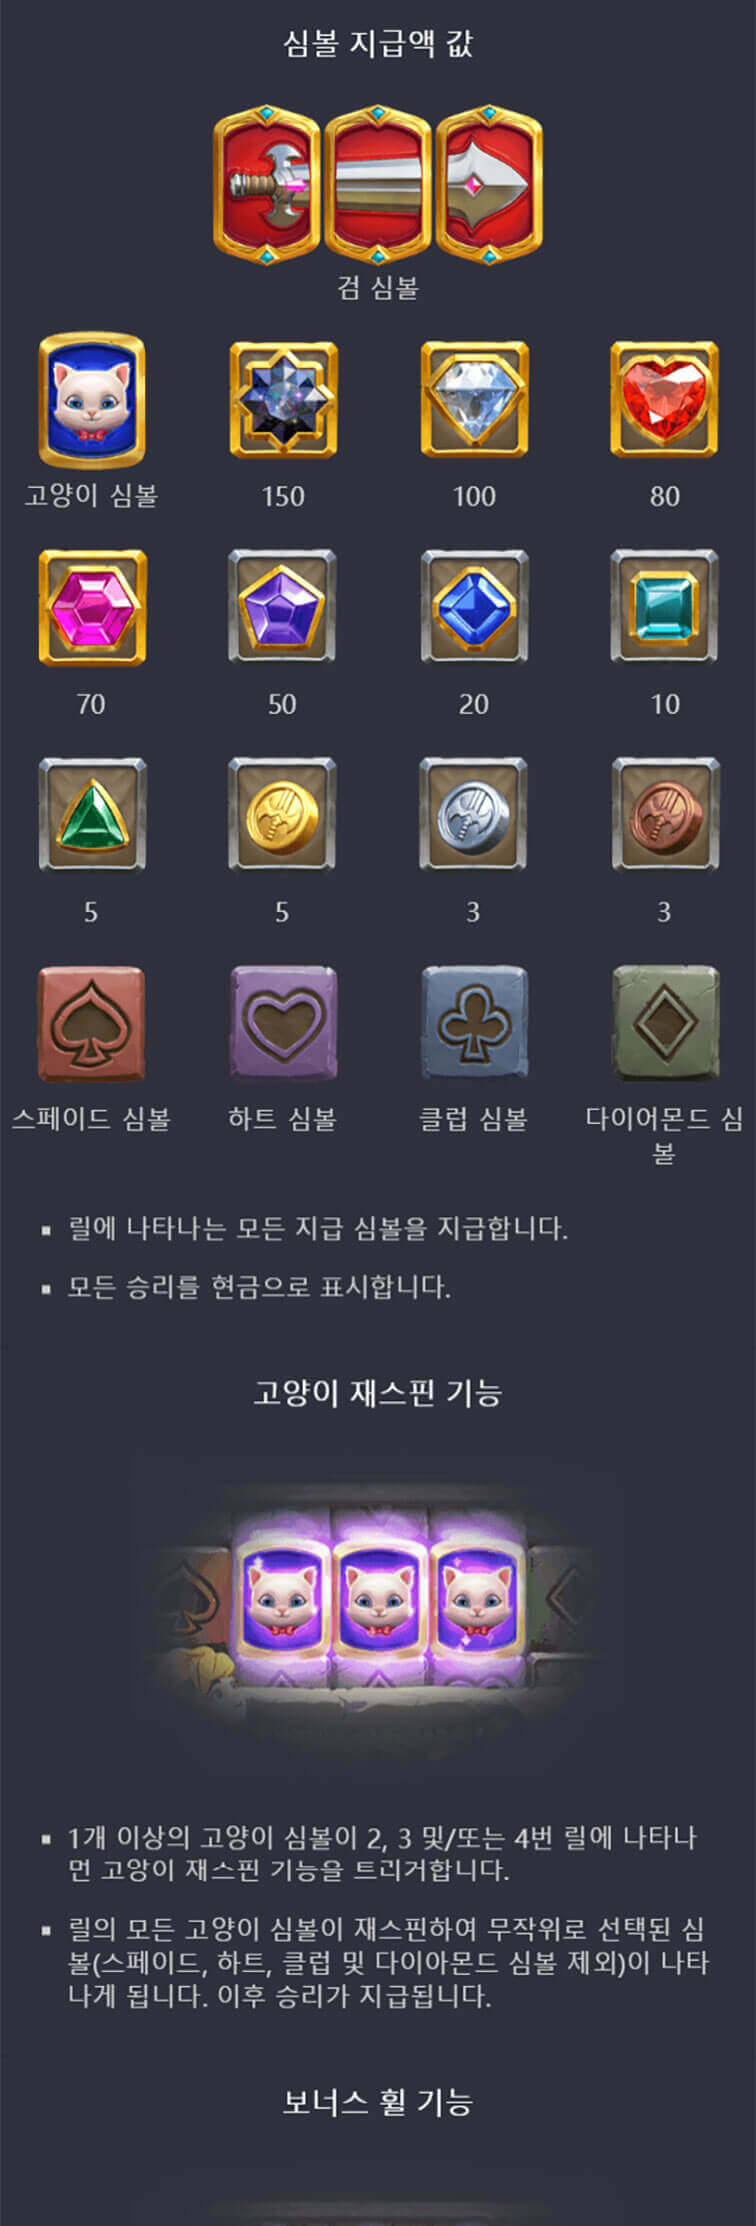 심볼 지급액 값
검 심볼
고양이 심볼 150 100 80
70 50 20 10
5 5 3 3
스페이드 심볼 하트 심볼 클럽 심볼 다이어몬드 심
볼
▪ 릴에 나타나는 모든 지급 심볼을 지급합니다.
▪ 모든 승리를 현금으로 표시합니다.
고양이 재스핀 기능
▪ 1개 이상의 고양이 심볼이 2, 3 및/또는 4번 릴에 나타나
면 고양이 재스핀 기능을 트리거합니다.
▪ 릴의 모든 고양이 심볼이 재스핀하여 무작위로 선택된 심
볼(스페이드, 하트, 클럽 및 다이아몬드 심볼 제외)이 나타
나게 됩니다. 이후 승리가 지급됩니다.
보너스 휠 기능